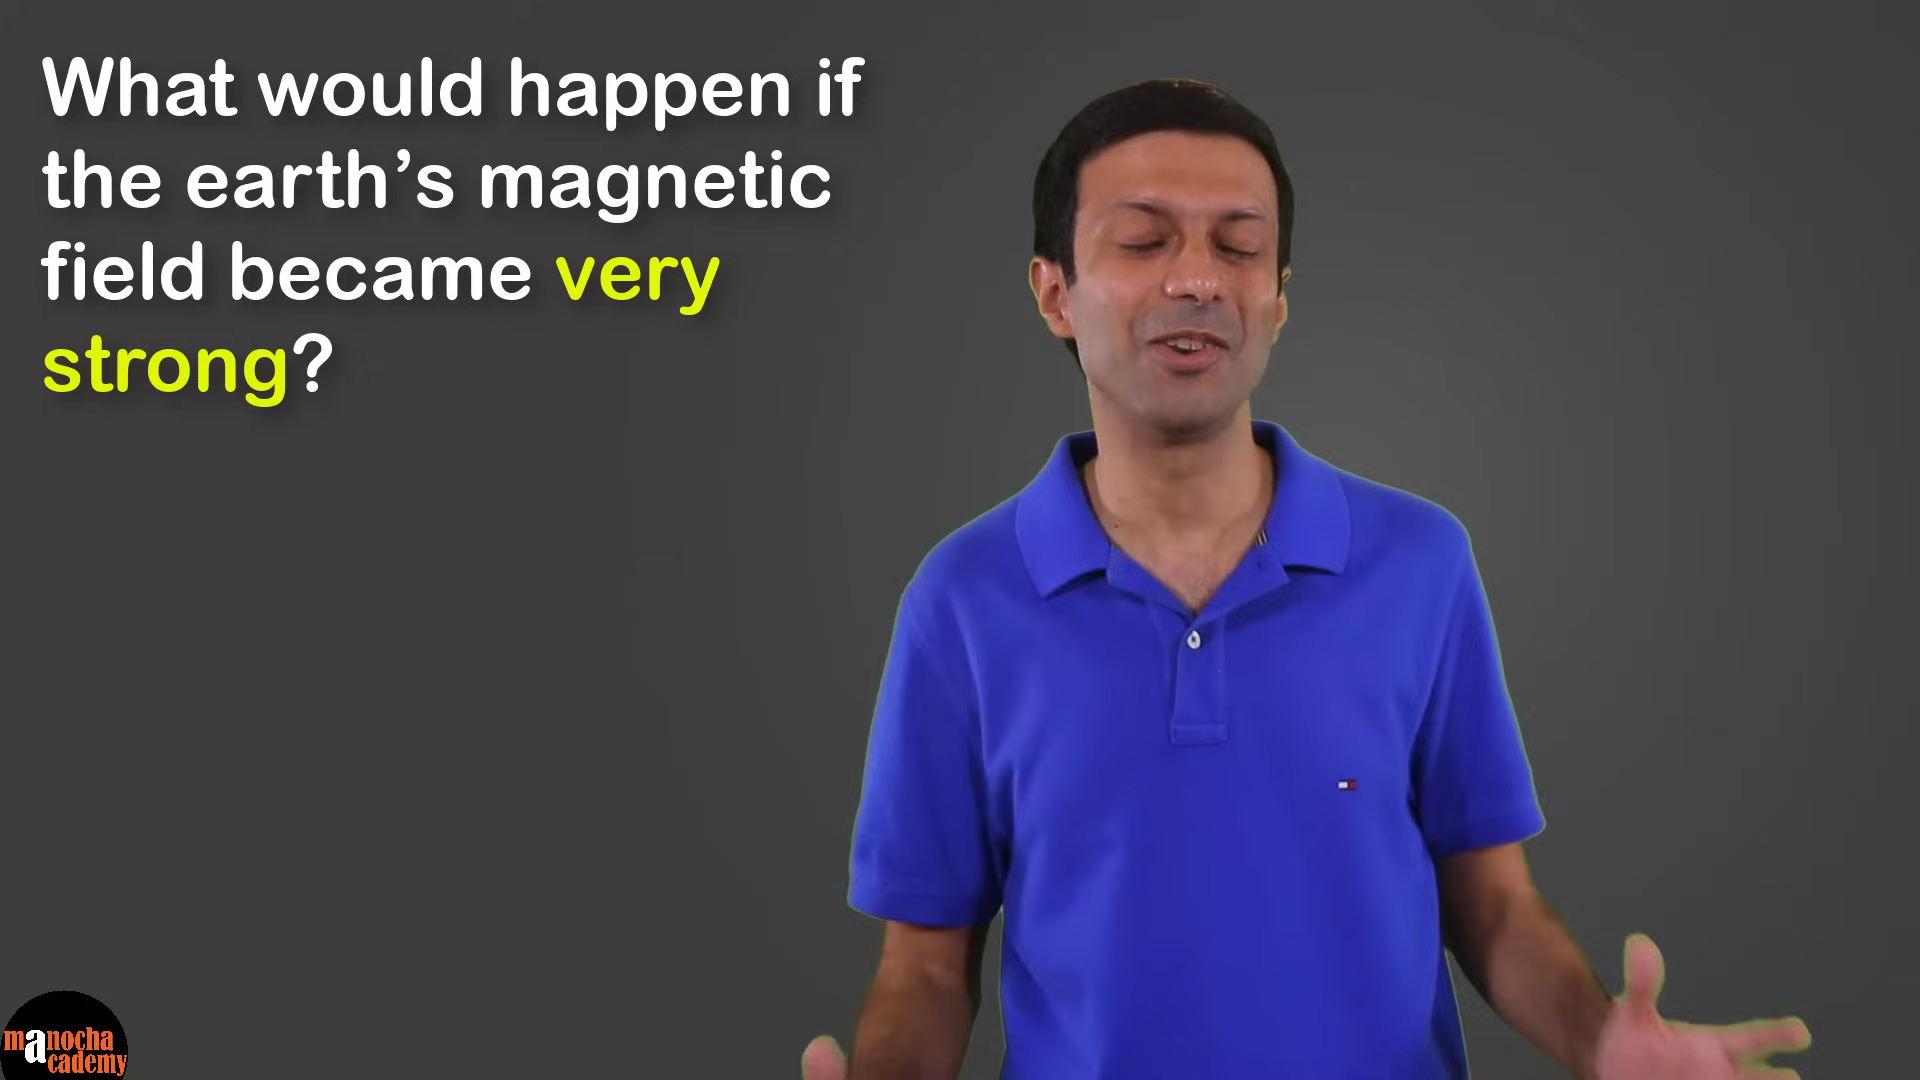 What would happen if
the earth’s magnetic
field became very
strong?
manocha
academy